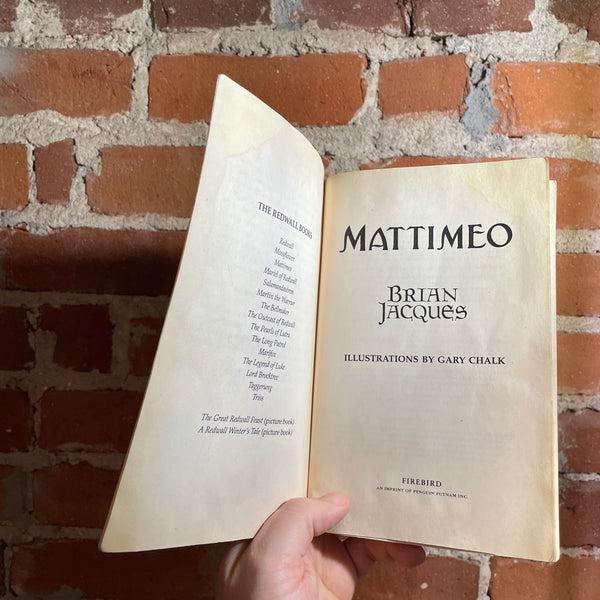 THE REDWALL BOOKS
Redwall
Mossflower
Mattimeo
Mariel of Redwall
Salamandastron
Martin the Warrior
The Bellmaker
The Outcast of Redwall
The Pearls of Lutra
The Long Patrol
Marlfox
The Legend of Luke
Lord Brocktree
Taggerung
Triss
The Great Redwall Feast (picture book)
A Redwall Winter's Tale (picture book)
MATTIMEO
BRIAN
JACQUES
ILLUSTRATIONS BY GARY CHALK
FIREBIRD
AN IMPRINT OF PENGUIN PUTNAM INC.